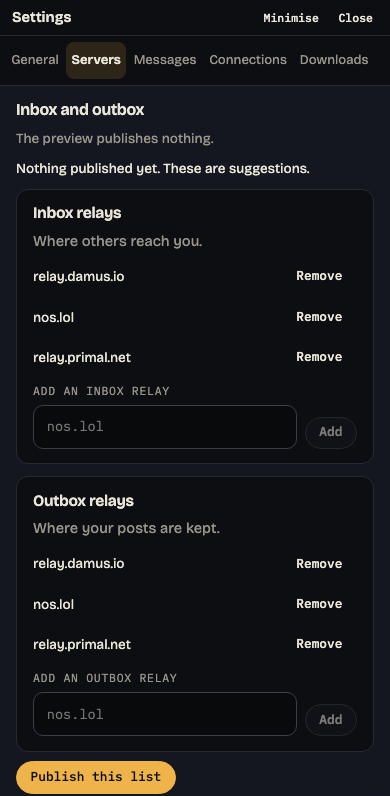 Settings
Minimise
Close
General
Servers
Messages
Connections
Downloads
Inbox and outbox
The preview publishes nothing.
Nothing published yet. These are suggestions.
Inbox relays
Where others reach you.
relay.damus.io
Remove
nos.lol
Remove
relay.primal.net
Remove
ADD AN INBOX RELAY
nos.lol
Add
Outbox relays
Where your posts are kept.
relay.damus.io
Remove
nos.lol
Remove
relay.primal.net
Remove
ADD AN OUTBOX RELAY
nos.lol
Add
Publish this list